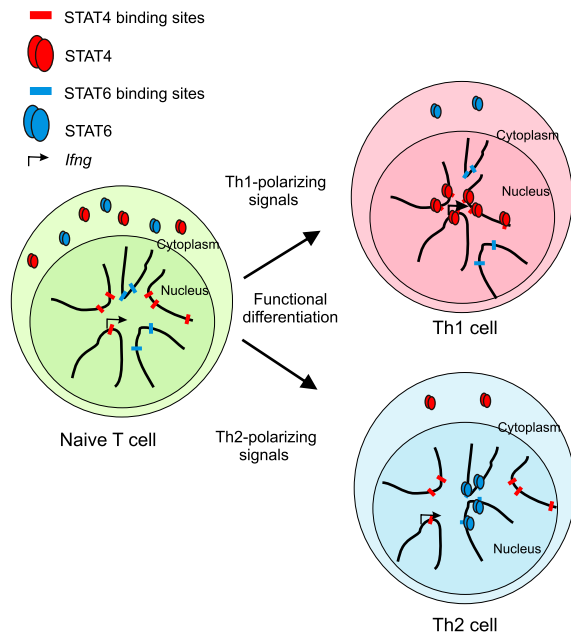 STAT4 binding sites
STAT4
STAT6 binding sites
STAT6
Ifng
Cytoplasm
Nucleus
Naive T cell
Th1-polarizing
signals
Functional
differentiation
Th2-polarizing
signals
Cytoplasm
Nucleus
Th1 cell
Cytoplasm
Nucleus
Th2 cell